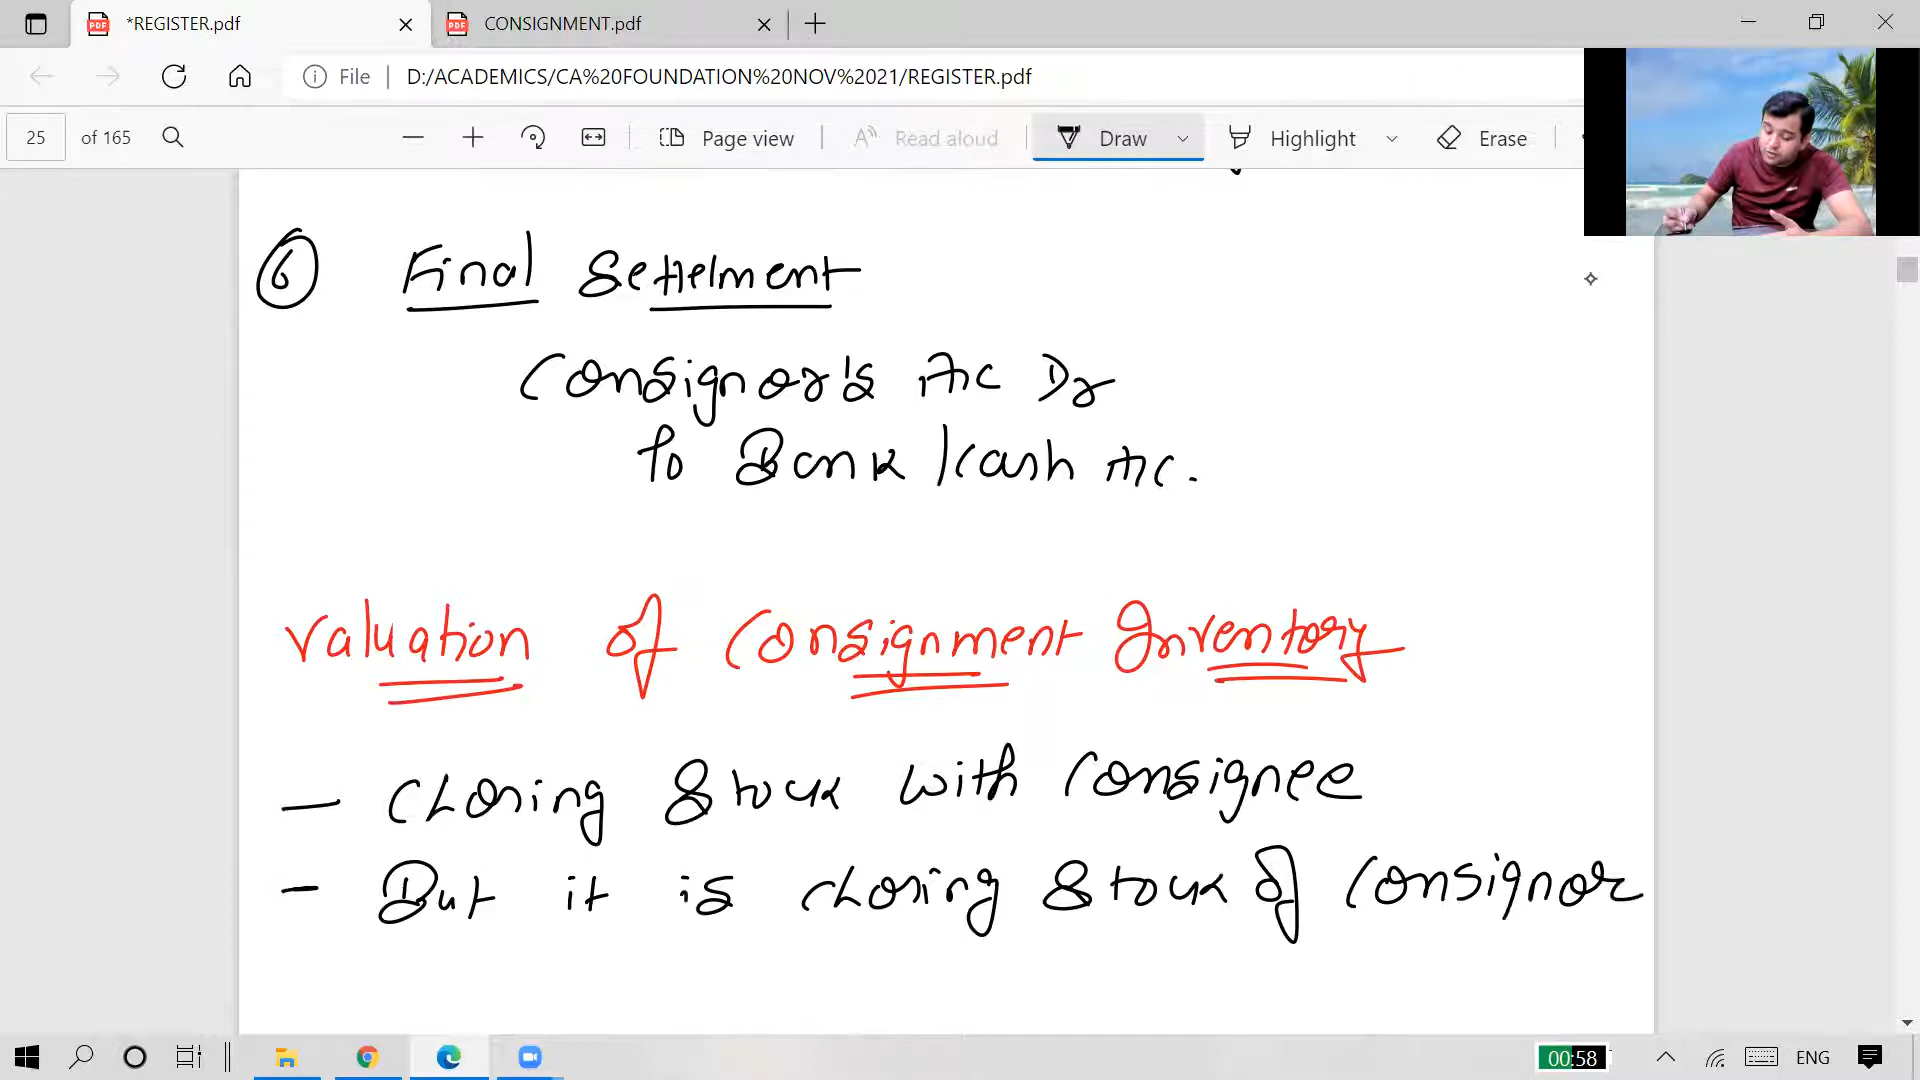 *REGISTER.pdf
CONSIGNMENT.pdf
File D:/ACADEMICS/CA%20FOUNDATION%20NOV%2021/REGISTER.pdf
25 of 165 Page view Read aloud Draw Highlight Erase
6 Final Settelment
Consignor's A/c Dr
To Bank/Cash A/c.
Valuation of Consignment Inventory
— Closing Stock with Consignee
- But it is closing Stock of Consignor
00:58 ENG